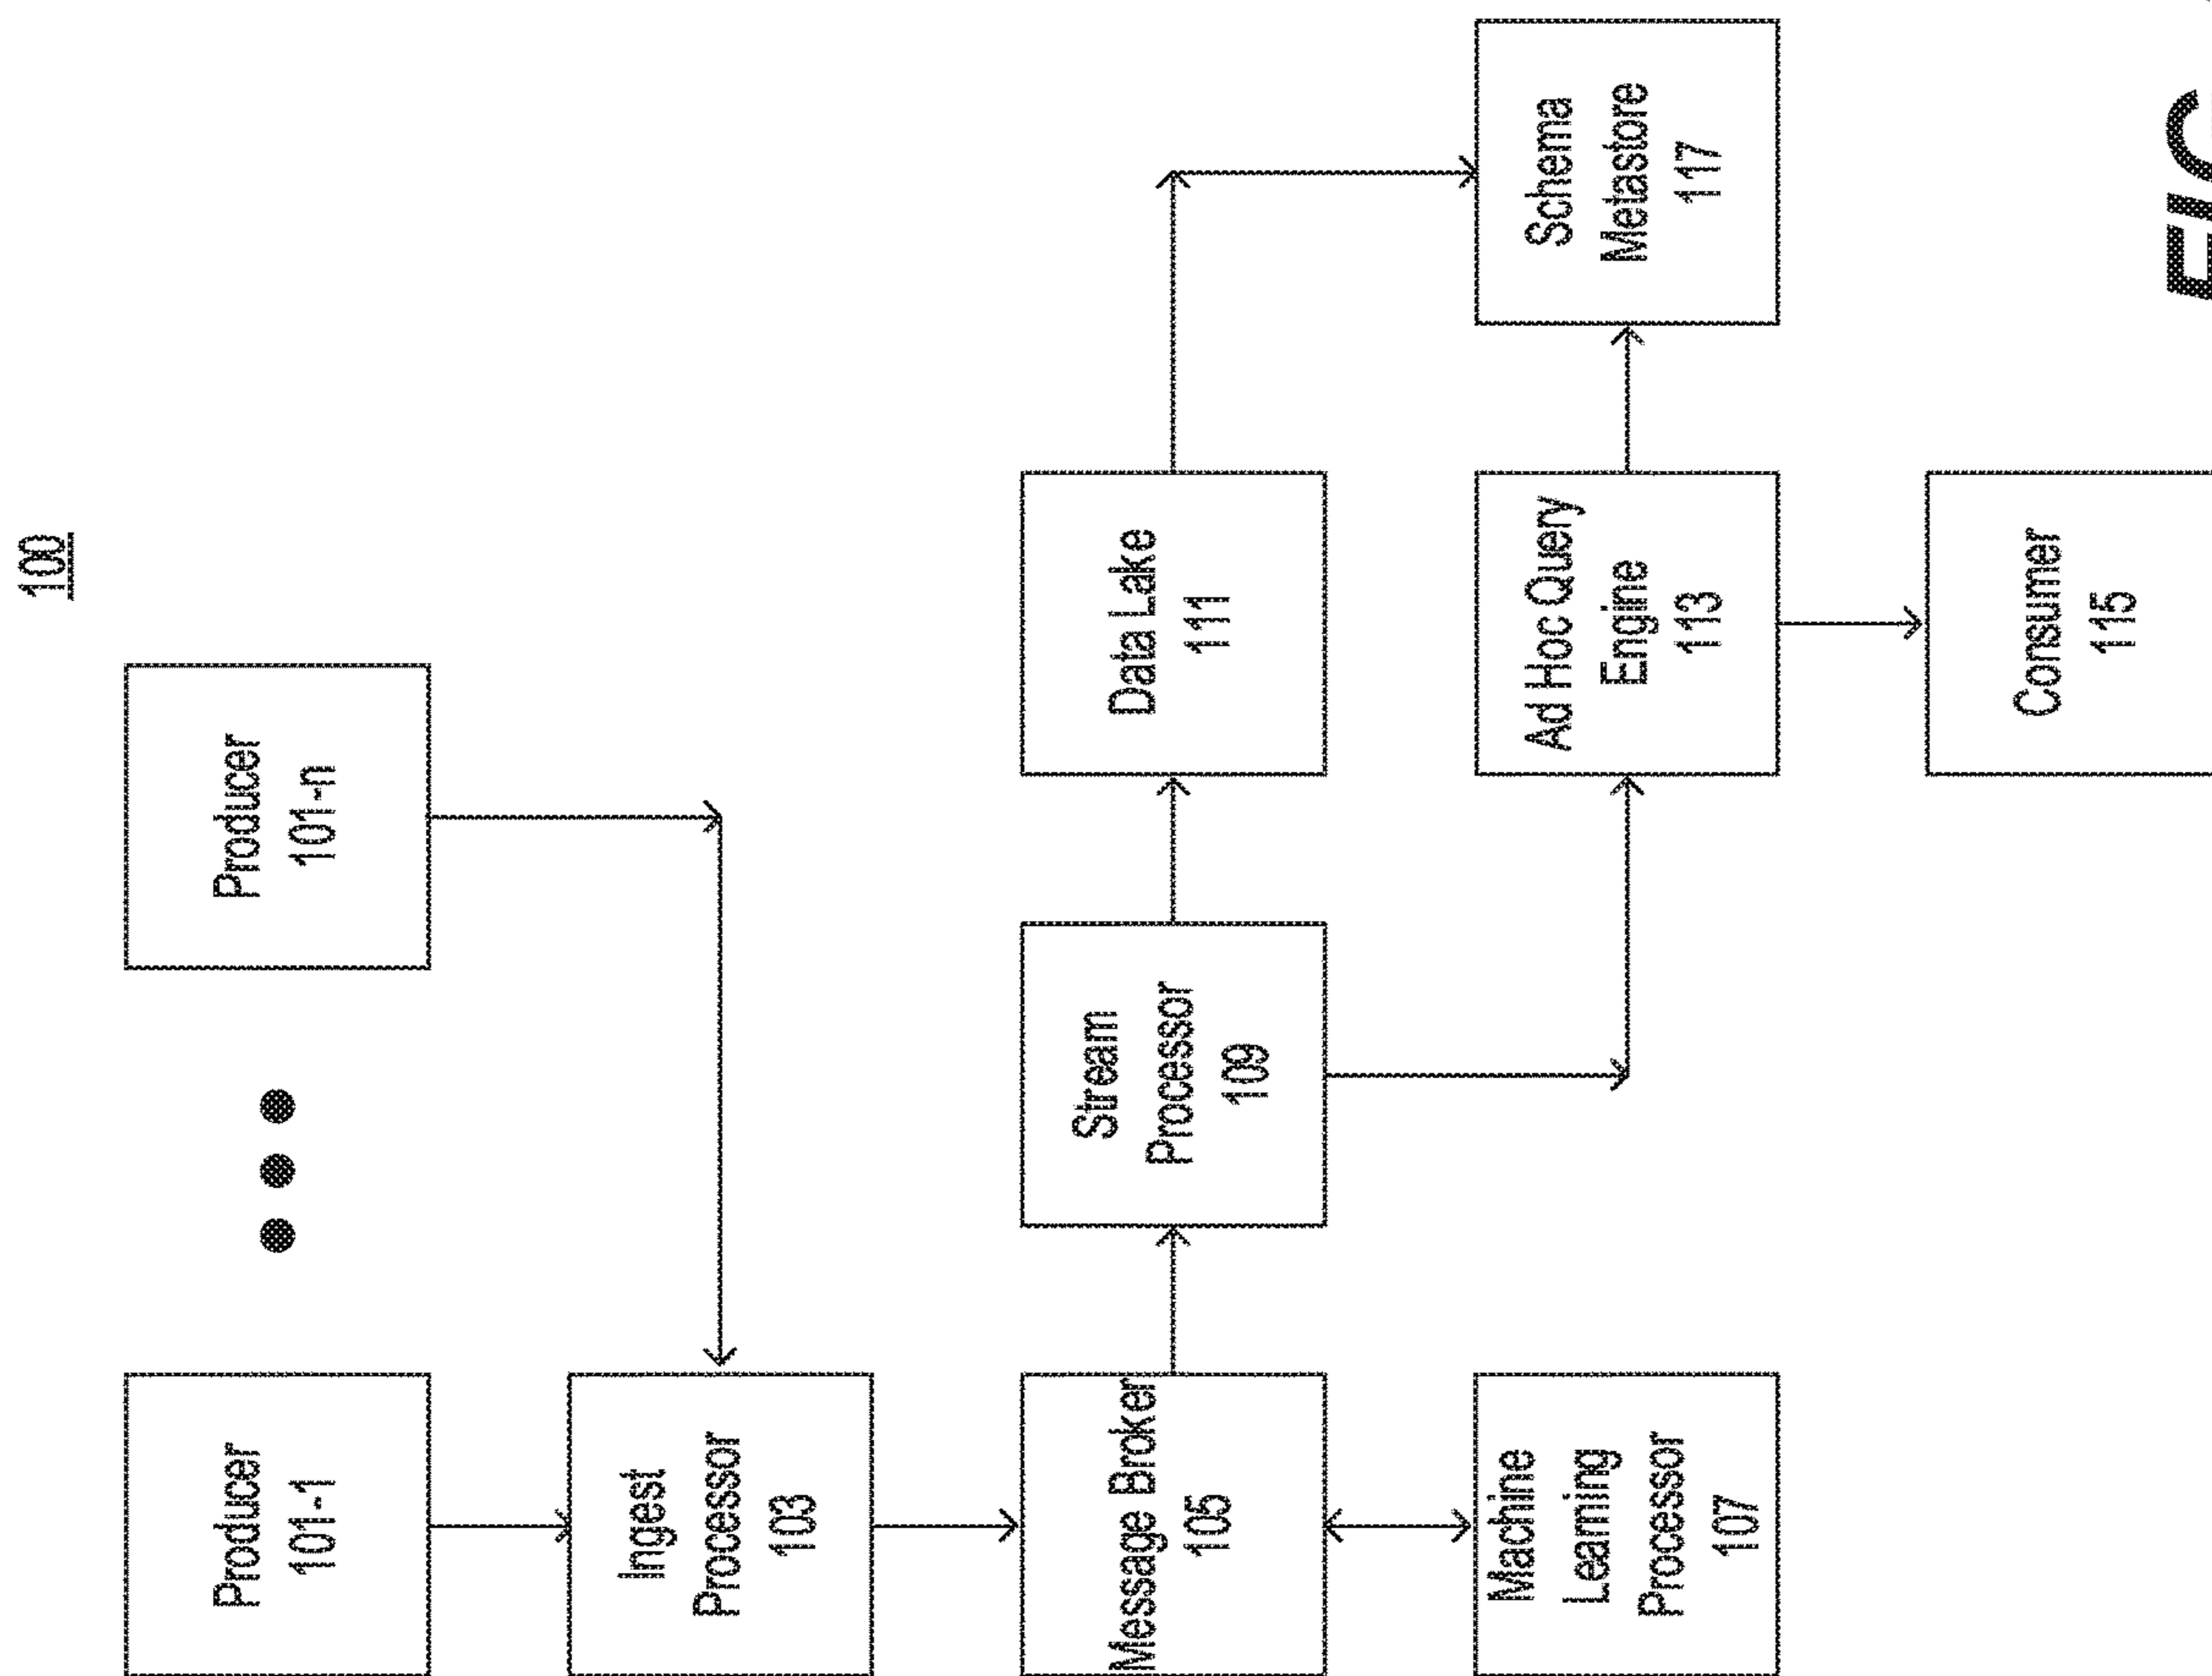 100
Producer
101-1
Producer
101-n
Ingest
Processor
103
Message Broker
105
Stream
Processor
109
Data Lake
111
Machine
Learning
Processor
107
Ad Hoc Query
Engine
113
Schema
Metastore
117
Consumer
115